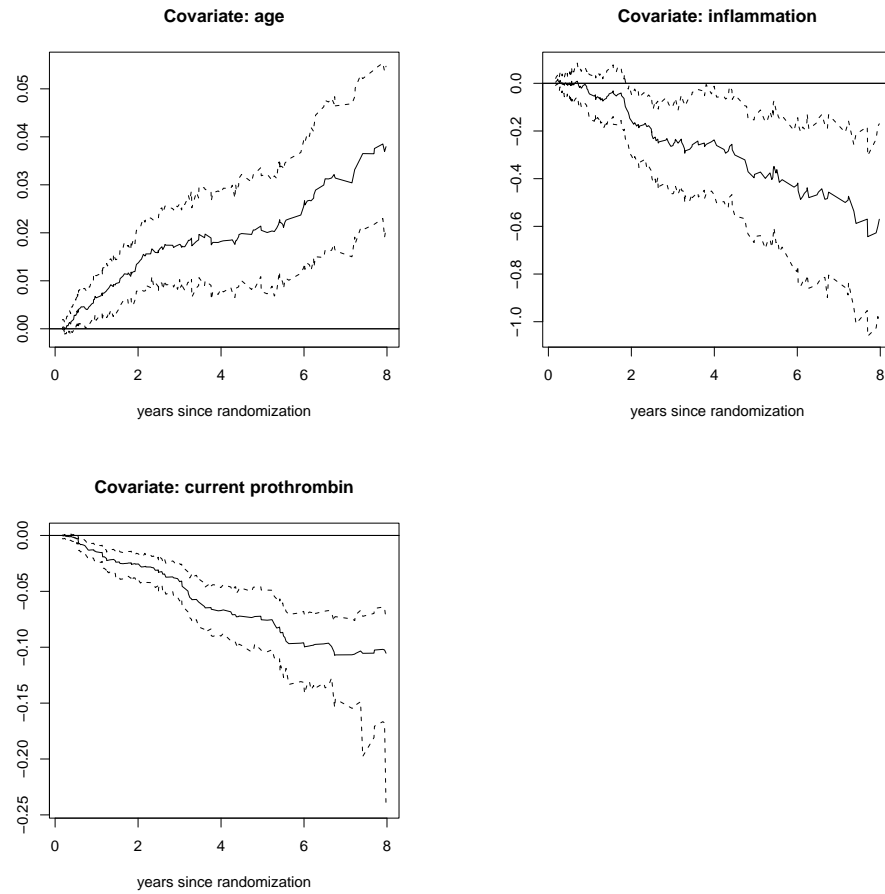 Covariate: age
0.05
0.04
0.03
0.02
0.01
0.00
0 2 4 6 8
years since randomization
Covariate: inflammation
0.0
−0.2
−0.4
−0.6
−0.8
−1.0
0 2 4 6 8
years since randomization
Covariate: current prothrombin
0.00
−0.05
−0.10
−0.15
−0.20
−0.25
0 2 4 6 8
years since randomization